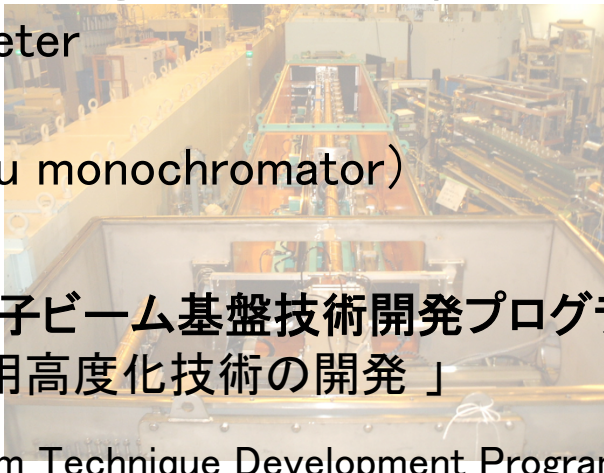 eter
u monochromator)
子ビーム基盤技術開発プログラ
用高度化技術の開発 」
m Technique Development Program